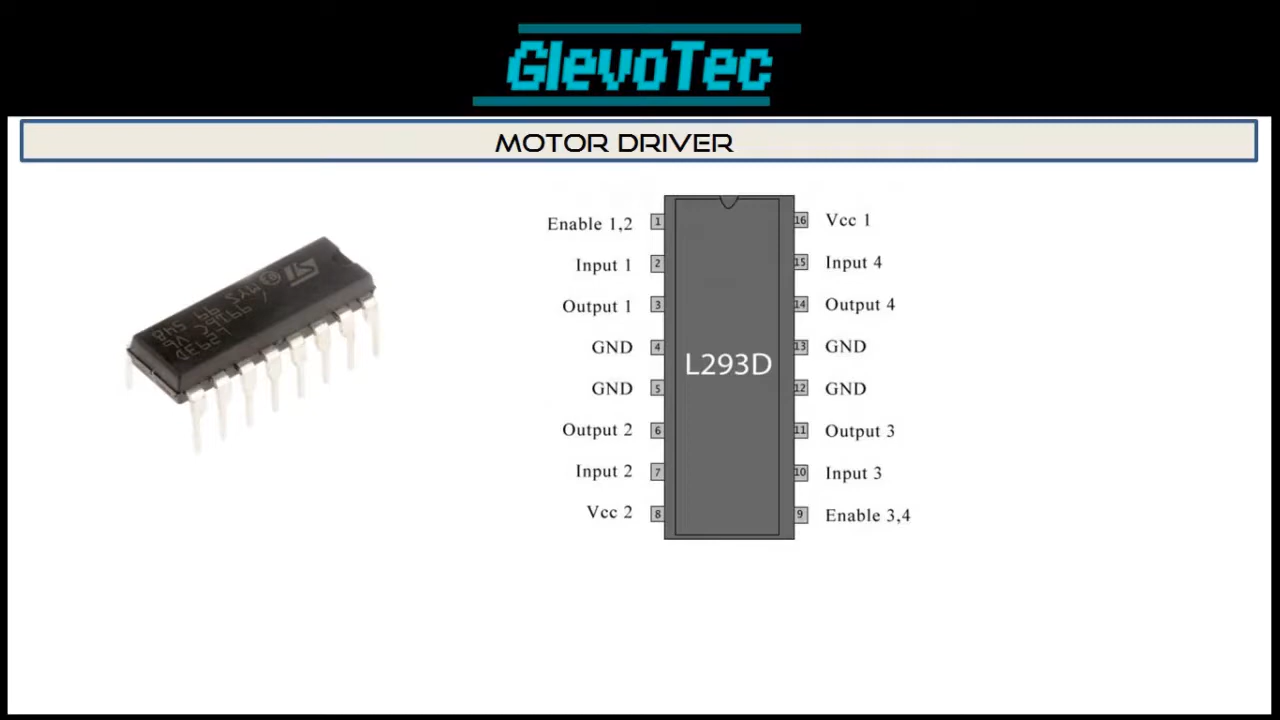 GlevoTec
MOTOR DRIVER
Enable 1,2 1 16 Vcc 1
Input 1 2 15 Input 4
Output 1 3 14 Output 4
GND 4 13 GND
L293D
GND 5 12 GND
Output 2 6 11 Output 3
Input 2 7 10 Input 3
Vcc 2 8 9 Enable 3,4